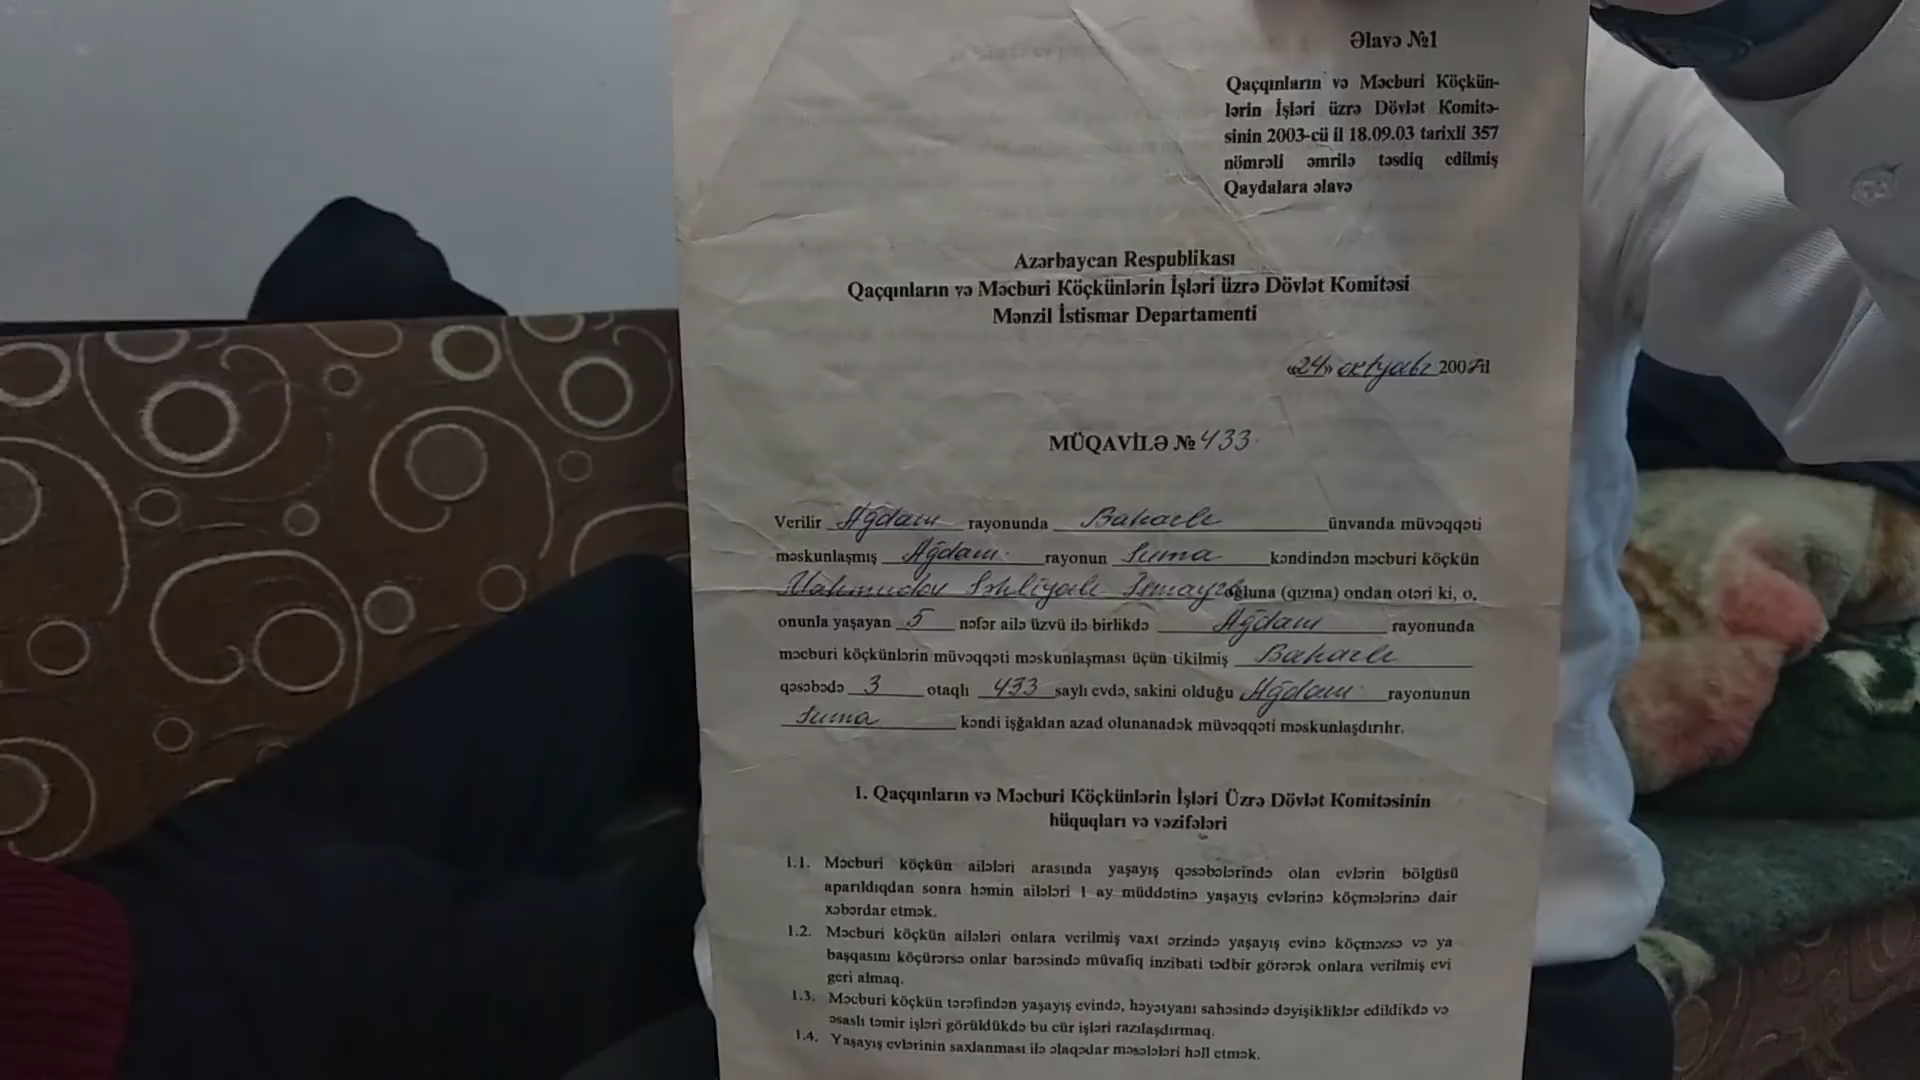 Əlavə №1
Qaçqınların və Məcburi Köçkün-
lərin İşləri üzrə Dövlət Komitə-
sinin 2003-cü il 18.09.03 tarixli 357
nömrəli əmrilə təsdiq edilmiş
Qaydalara əlavə
Azərbaycan Respublikası
Qaçqınların və Məcburi Köçkünlərin İşləri üzrə Dövlət Komitəsi
Mənzil İstismar Departamenti
«24» oktyabr 2007il
MÜQAVİLƏ № 433
Verilir Ağdam rayonunda Baharlı ünvanda müvəqqəti
məskunlaşmış Ağdam rayonun Suma kəndindən məcburi köçkün
Mahmudov oğluna (qızına) ondan ötəri ki, o,
onunla yaşayan 5 nəfər ailə üzvü ilə birlikdə Ağdam rayonunda
məcburi köçkünlərin müvəqqəti məskunlaşması üçün tikilmiş Baharlı
qəsəbədə 3 otaqlı 433 saylı evdə, sakini olduğu Ağdam rayonunun
Suma kəndi işğaldan azad olunanadək müvəqqəti məskunlaşdırılır.
1. Qaçqınların və Məcburi Köçkünlərin İşləri Üzrə Dövlət Komitəsinin
hüquqları və vəzifələri
1.1. Məcburi köçkün ailələri arasında yaşayış qəsəbələrində olan evlərin bölgüsü
aparıldıqdan sonra həmin ailələri 1 ay müddətinə yaşayış evlərinə köçmələrinə dair
xəbərdar etmək.
1.2. Məcburi köçkün ailələri onlara verilmiş vaxt ərzində yaşayış evinə köçməzsə və ya
başqasını köçürərsə onlar barəsində müvafiq inzibati tədbir görərək onlara verilmiş evi
geri almaq.
1.3. Məcburi köçkün tərəfindən yaşayış evində, həyətyanı sahəsində dəyişikliklər edildikdə və
əsaslı təmir işləri görüldükdə bu cür işləri razılaşdırmaq.
1.4. Yaşayış evlərinin saxlanması ilə əlaqədar məsələləri həll etmək.